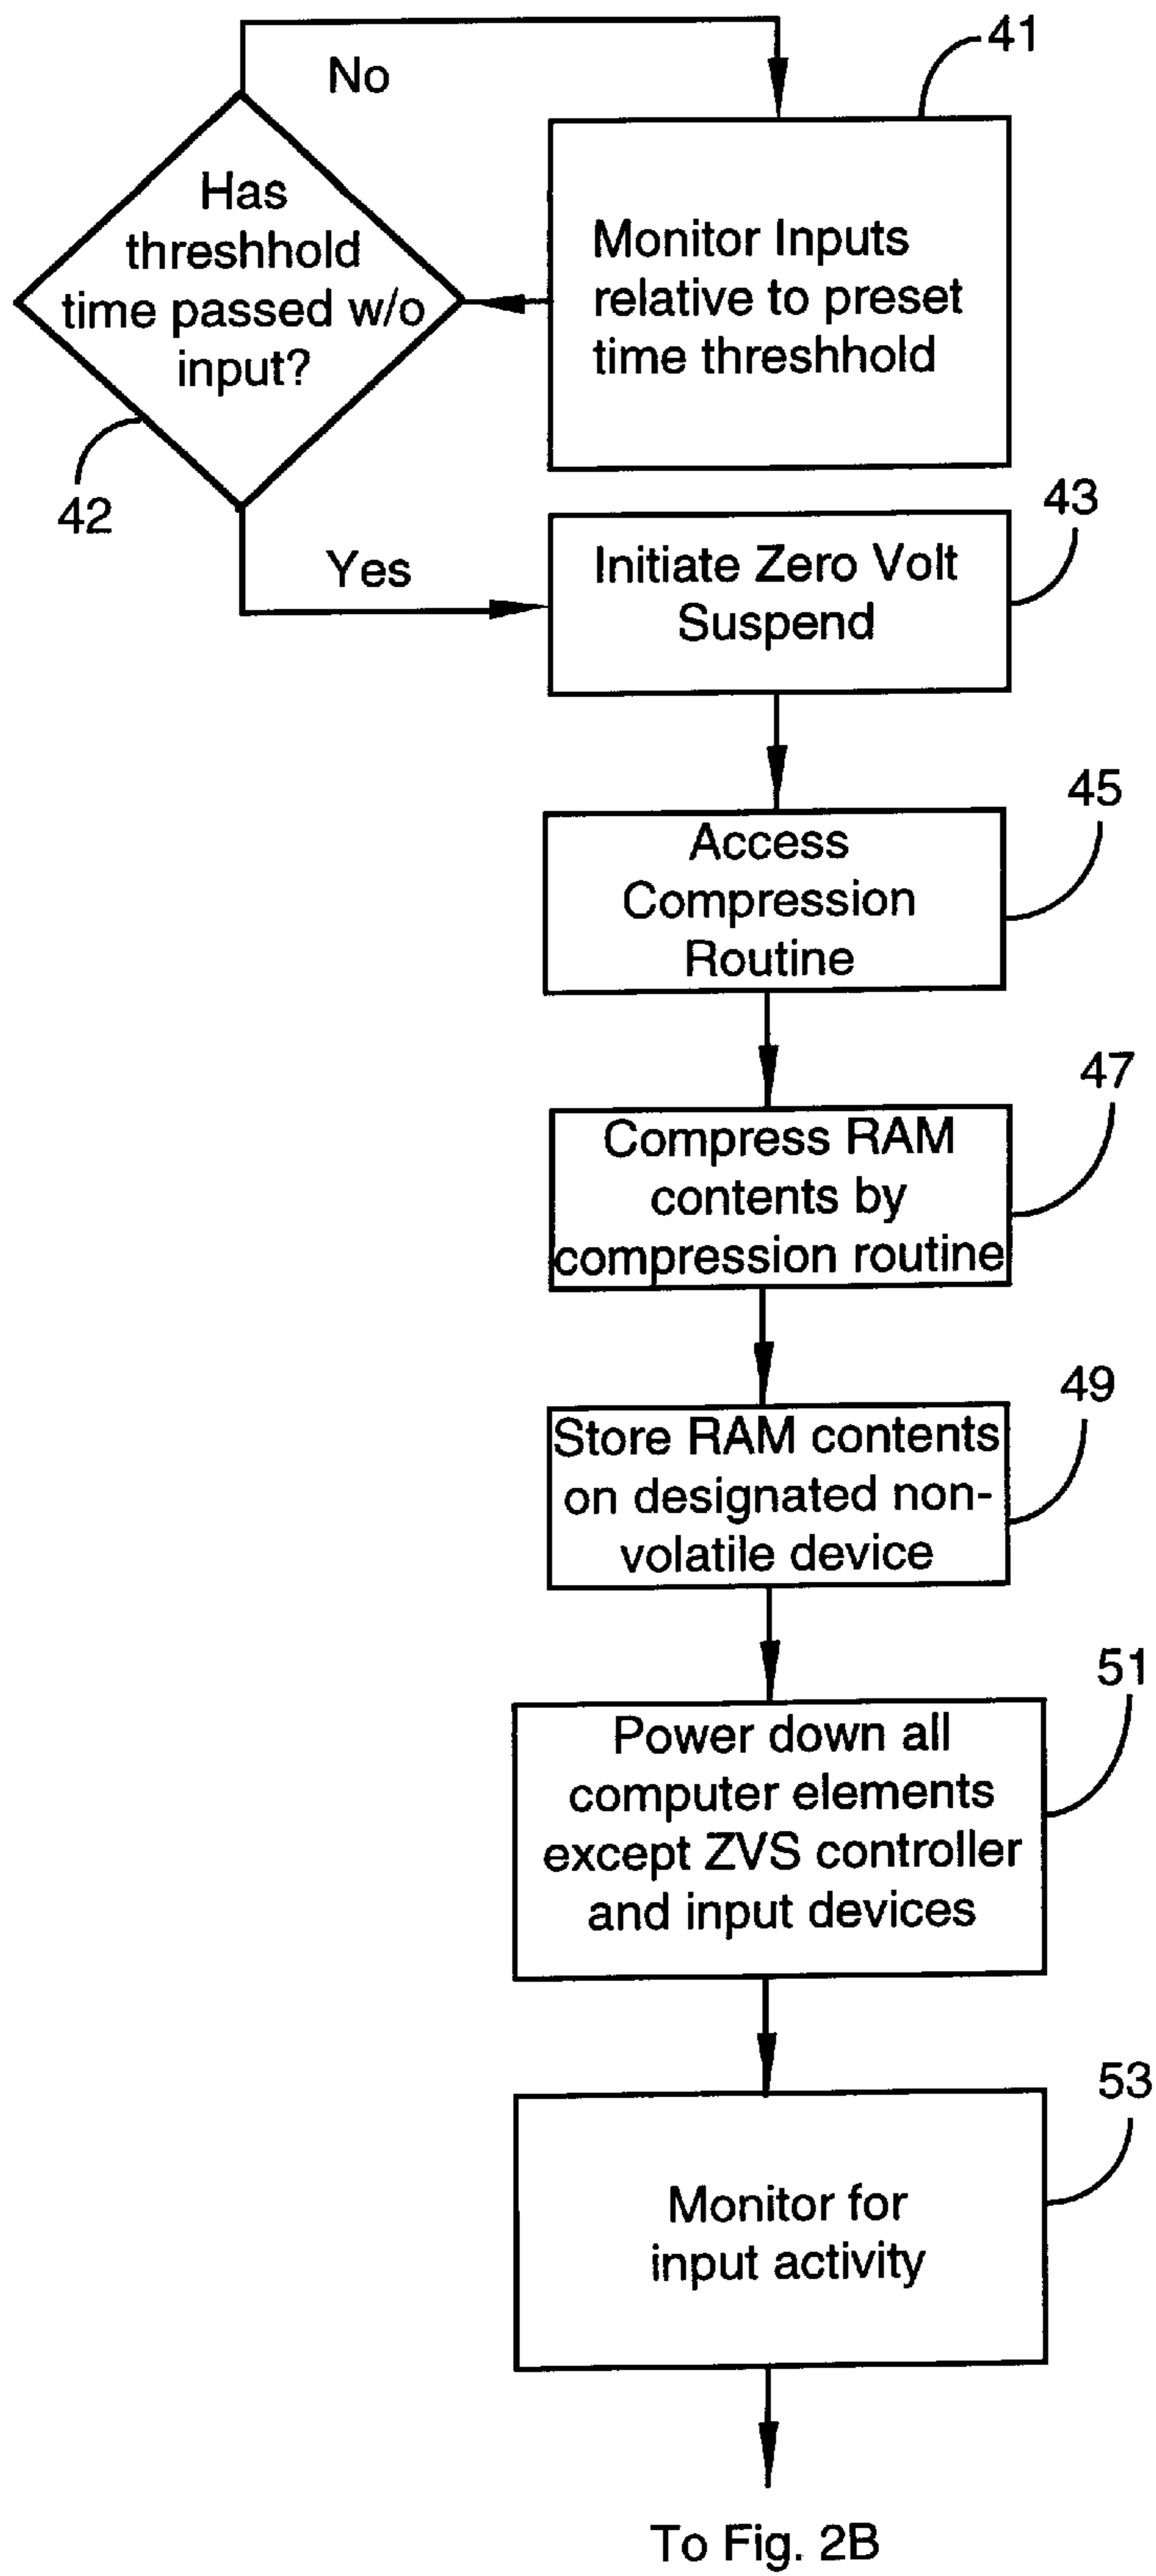 41
No
Has
threshhold
time passed w/o
input?
Monitor Inputs
relative to preset
time threshhold
42
43
Yes
Initiate Zero Volt
Suspend
45
Access
Compression
Routine
47
Compress RAM
contents by
compression routine
49
Store RAM contents
on designated non-
volatile device
51
Power down all
computer elements
except ZVS controller
and input devices
53
Monitor for
input activity
To Fig. 2B